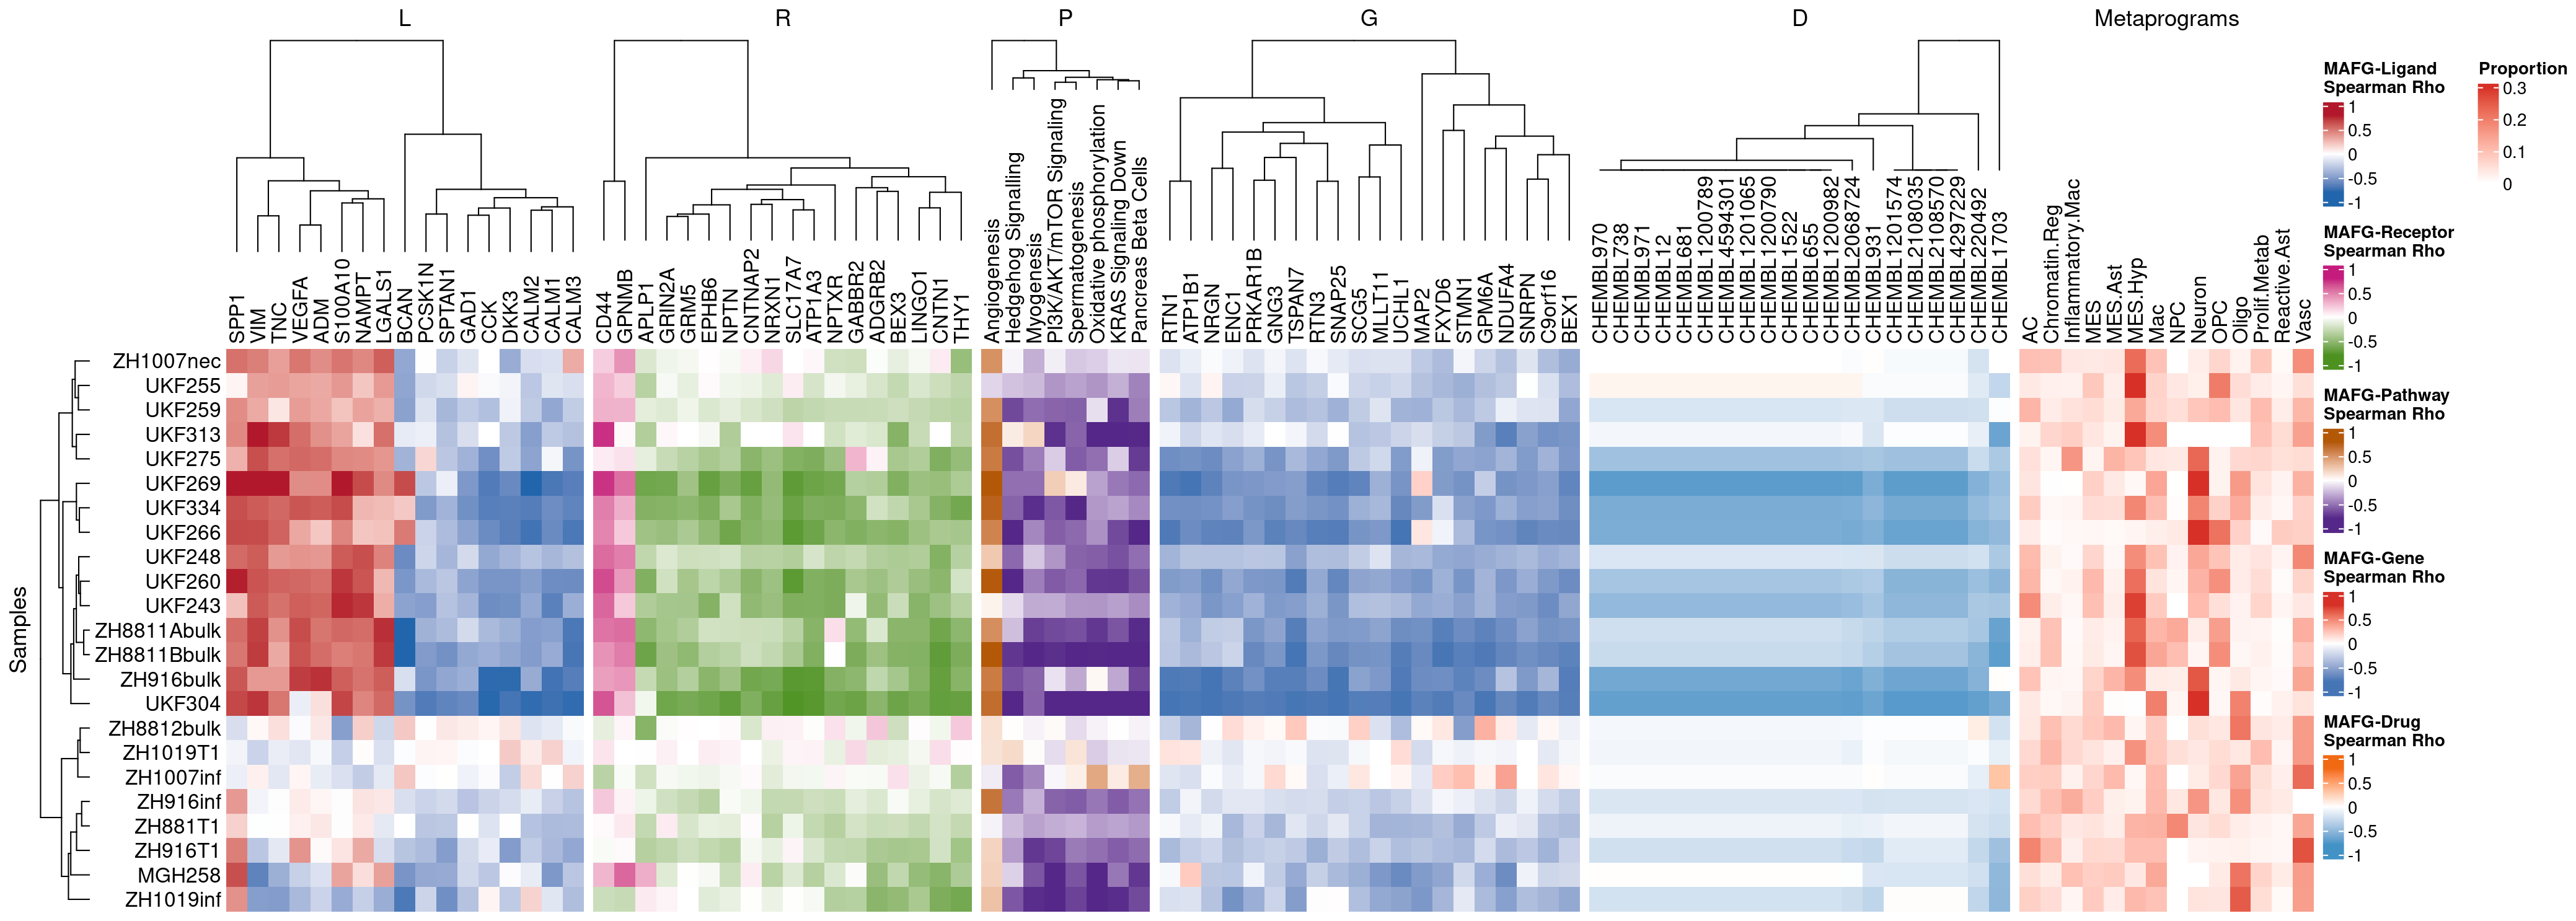 L
R
P
G
D
Metaprograms
SPP1
VIM
TNC
VEGFA
ADM
S100A10
NAMPT
LGALS1
BCAN
PCSK1N
SPTAN1
GAD1
CCK
DKK3
CALM2
CALM1
CALM3
CD44
GPNMB
APLP1
GRIN2A
GRM5
EPHB6
NPTN
CNTNAP2
NRXN1
SLC17A7
ATP1A3
NPTXR
GABBR2
ADGRB2
BEX3
LINGO1
CNTN1
THY1
Angiogenesis
Hedgehog Signalling
Myogenesis
PI3K/AKT/mTOR Signaling
Spermatogenesis
Oxidative phosphorylation
KRAS Signaling Down
Pancreas Beta Cells
RTN1
ATP1B1
NRGN
ENC1
PRKAR1B
GNG3
TSPAN7
RTN3
SNAP25
SCG5
MLLT11
UCHL1
MAP2
FXYD6
STMN1
GPM6A
NDUFA4
SNRPN
C9orf16
BEX1
CHEMBL970
CHEMBL738
CHEMBL971
CHEMBL12
CHEMBL681
CHEMBL1200789
CHEMBL4594301
CHEMBL1201065
CHEMBL1200790
CHEMBL1522
CHEMBL655
CHEMBL1200982
CHEMBL2068724
CHEMBL931
CHEMBL1201574
CHEMBL2108035
CHEMBL2108570
CHEMBL4297229
CHEMBL220492
CHEMBL1703
AC
Chromatin.Reg
Inflammatory.Mac
MES
MES.Ast
MES.Hyp
Mac
NPC
Neuron
OPC
Oligo
Prolif.Metab
Reactive.Ast
Vasc
Samples
ZH1007nec
UKF255
UKF259
UKF313
UKF275
UKF269
UKF334
UKF266
UKF248
UKF260
UKF243
ZH8811Abulk
ZH8811Bbulk
ZH916bulk
UKF304
ZH8812bulk
ZH1019T1
ZH1007inf
ZH916inf
ZH881T1
ZH916T1
MGH258
ZH1019inf
MAFG-Ligand
Spearman Rho
1
0.5
0
-0.5
-1
MAFG-Receptor
Spearman Rho
1
0.5
0
-0.5
-1
MAFG-Pathway
Spearman Rho
1
0.5
0
-0.5
-1
MAFG-Gene
Spearman Rho
1
0.5
0
-0.5
-1
MAFG-Drug
Spearman Rho
1
0.5
0
-0.5
-1
Proportion
0.3
0.2
0.1
0